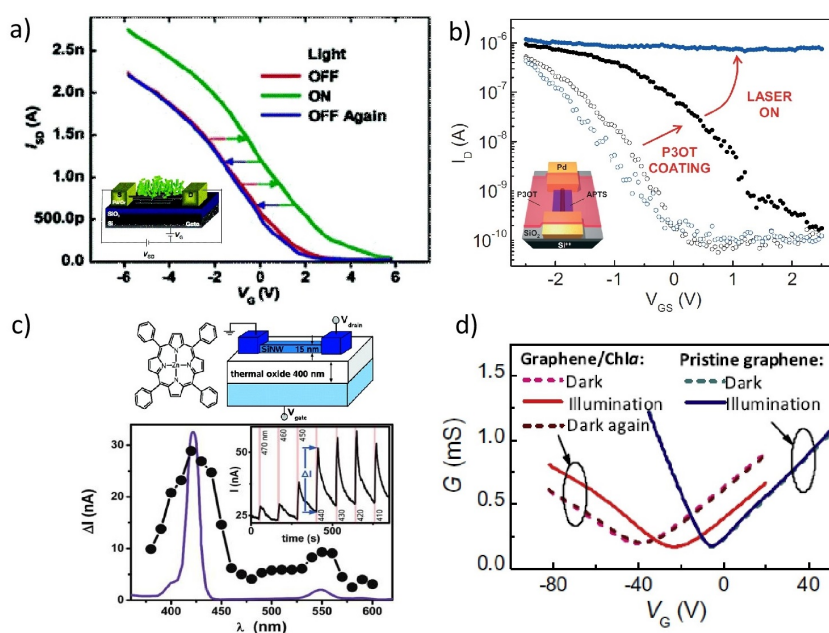 a)
Light
OFF
ON
OFF Again
2.5n
2.0n
1.5n
1.0n
500.0p
0.0
I_SD (A)
SiO₂
Si
Gate
V_G
V_SD
-6 -4 -2 0 2 4 6
V_G (V)
b)
10⁻⁶
10⁻⁷
10⁻⁸
10⁻⁹
10⁻¹⁰
I_D (A)
LASER
ON
P3OT
COATING
Pd
P3OT
APTS
SiO₂
Si⁺⁺
-2 -1 0 1 2
V_GS (V)
c)
N
N Zn N
N
V_drain
SiNW 15 nm
thermal oxide 400 nm
V_gate
30
20
10
0
ΔI (nA)
50
25
I (nA)
470 nm
460
450
440
430
420
410
ΔI
0 500
time (s)
400 450 500 550 600
λ (nm)
d)
Graphene/Chla:
Dark
Illumination
Dark again
Pristine graphene:
Dark
Illumination
1.5
1.0
0.5
0.0
G (mS)
-80 -40 0 40
V_G (V)